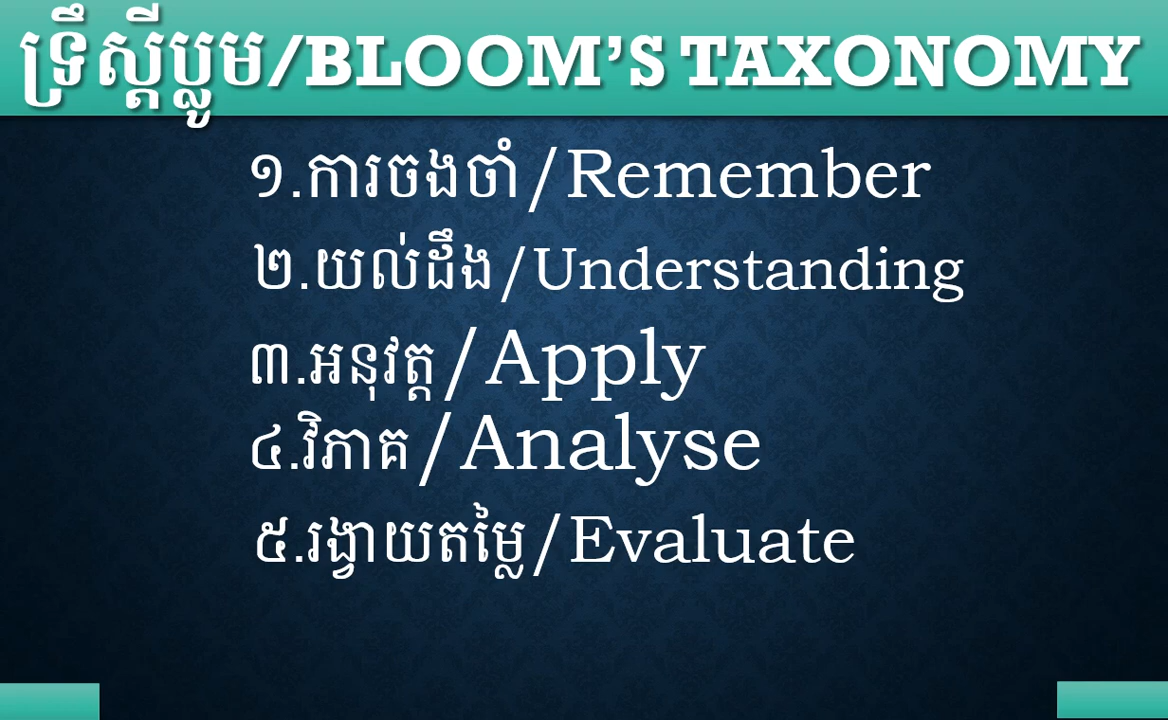 ទ្រឹស្តីប្លូម/BLOOM’S TAXONOMY
១.ការចងចាំ/Remember
២.យល់ដឹង/Understanding
៣.អនុវត្ត/Apply
៤.វិភាគ/Analyse
៥.រង្វាយតម្លៃ/Evaluate